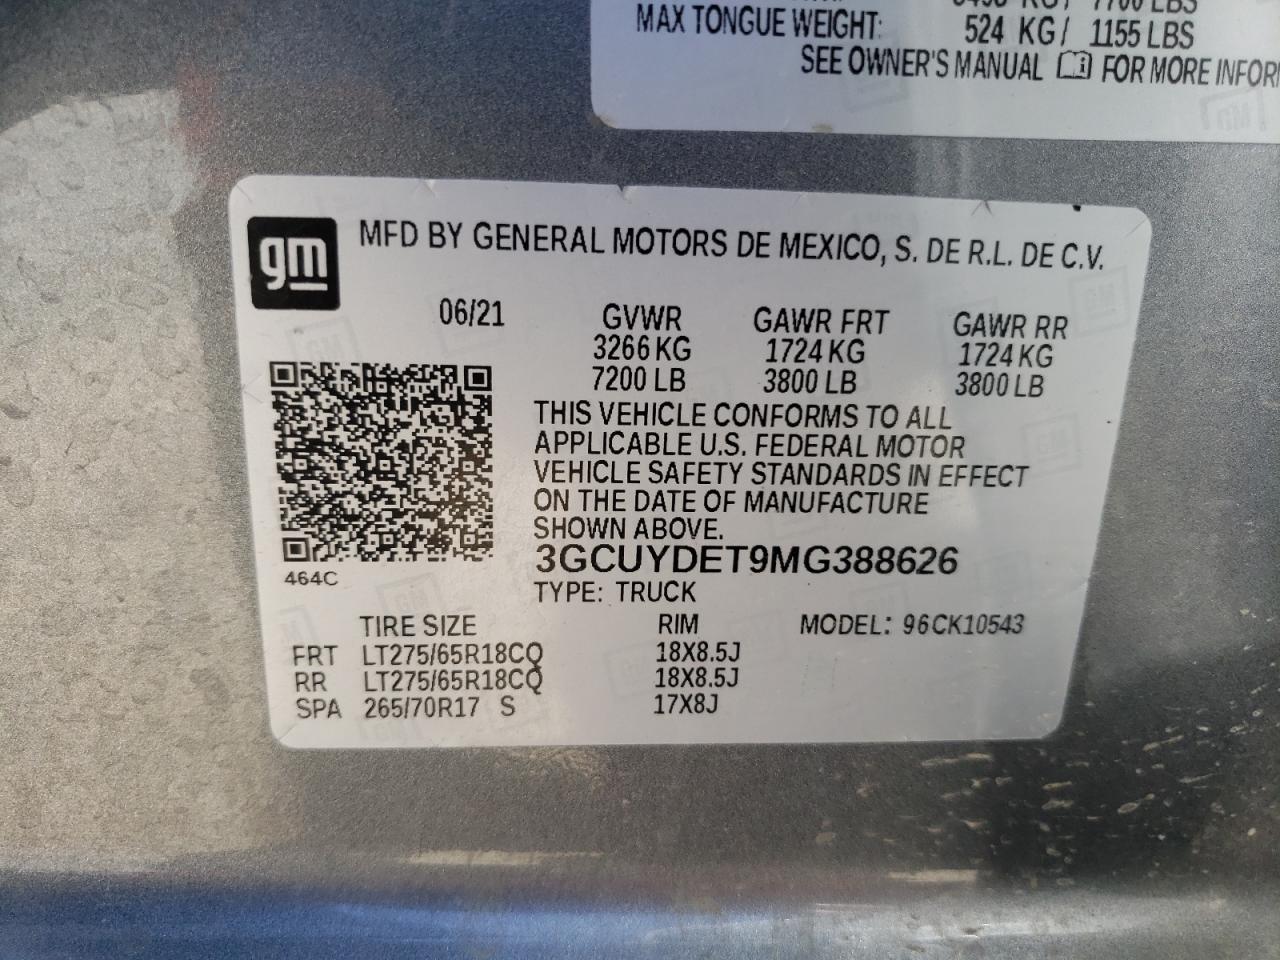 MAX TONGUE WEIGHT: 524 KG/ 1155 LBS
SEE OWNER'S MANUAL FOR MORE
gm
MFD BY GENERAL MOTORS DE MEXICO, S. DE R.L. DE C.V.
06/21 GVWR GAWR FRT GAWR RR
3266 KG 1724 KG 1724 KG
7200 LB 3800 LB 3800 LB
THIS VEHICLE CONFORMS TO ALL
APPLICABLE U.S. FEDERAL MOTOR
VEHICLE SAFETY STANDARDS IN EFFECT
ON THE DATE OF MANUFACTURE
SHOWN ABOVE.
3GCUYDET9MG388626
464C
TYPE: TRUCK
TIRE SIZE RIM MODEL: 96CK10543
FRT LT275/65R18CQ 18X8.5J
RR LT275/65R18CQ 18X8.5J
SPA 265/70R17 S 17X8J